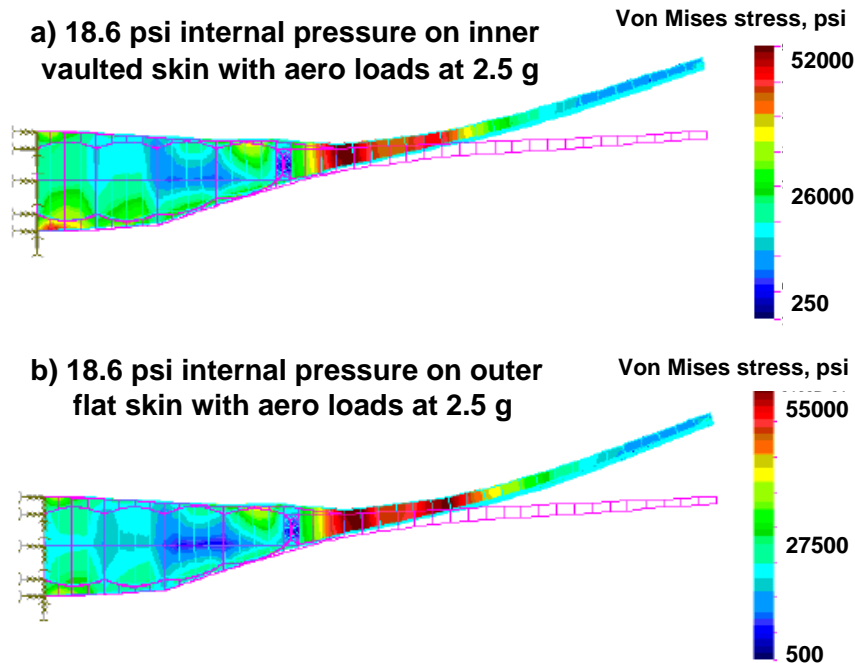 a) 18.6 psi internal pressure on inner
vaulted skin with aero loads at 2.5 g
Von Mises stress, psi
52000
26000
250
b) 18.6 psi internal pressure on outer
flat skin with aero loads at 2.5 g
Von Mises stress, psi
55000
27500
500